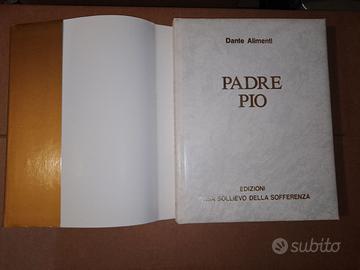 Dante Alimenti
PADRE
PIO
EDIZIONI
SOLLIEVO DELLA SOFFERENZA
subito